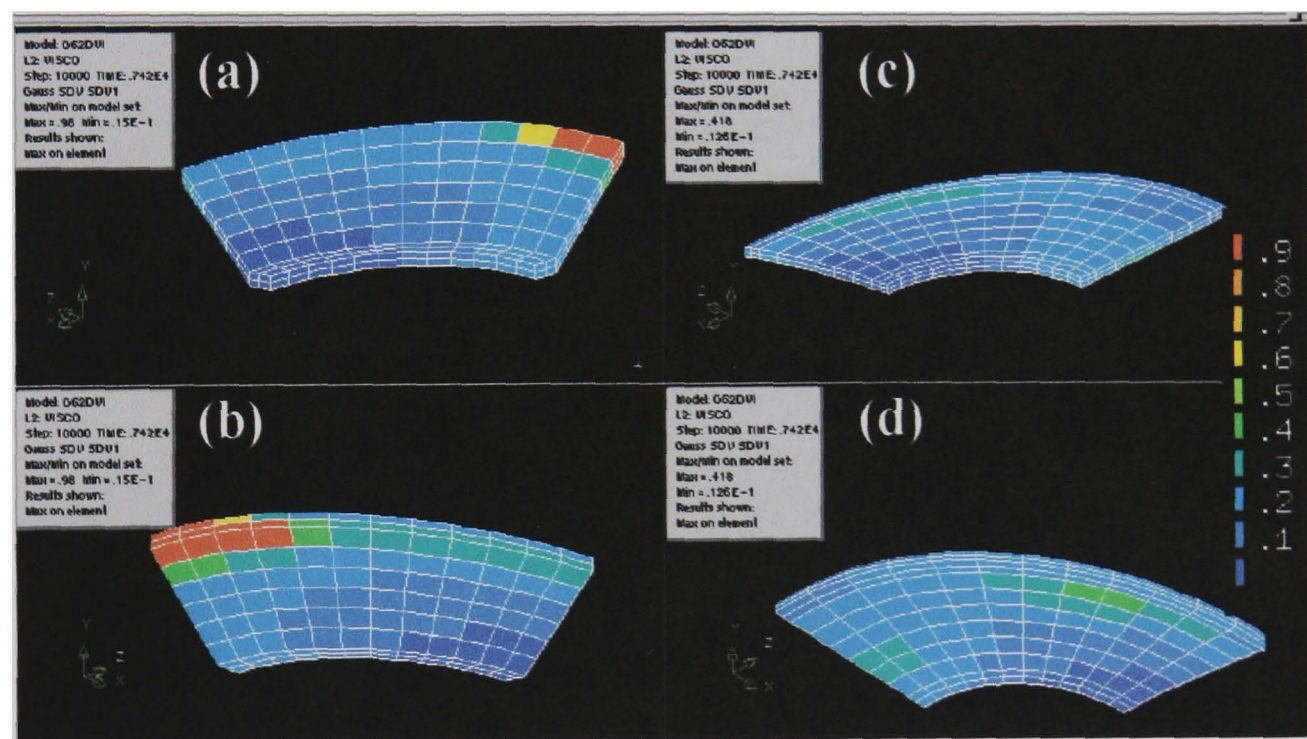 Model: G62DVI
L2: VISCO
Step: 10000 TIME: .742E4
Gauss SDV SDV1
Max/Min on model set:
Max = .98 Min = .15E-1
Results shown:
Max on element
(a)
Model: G62DVI
L2: VISCO
Step: 10000 TIME: .742E4
Gauss SDV SDV1
Max/Min on model set:
Max = .418
Min = .126E-1
Results shown:
Max on element
(c)
Y
Z
X
Y
Z
X
.9
.8
.7
.6
.5
.4
.3
.2
.1
Model: G62DVI
L2: VISCO
Step: 10000 TIME: .742E4
Gauss SDV SDV1
Max/Min on model set:
Max = .98 Min = .15E-1
Results shown:
Max on element
(b)
Model: G62DVI
L2: VISCO
Step: 10000 TIME: .742E4
Gauss SDV SDV1
Max/Min on model set:
Max = .418
Min = .126E-1
Results shown:
Max on element
(d)
Y
Z
X
Y
Z
X